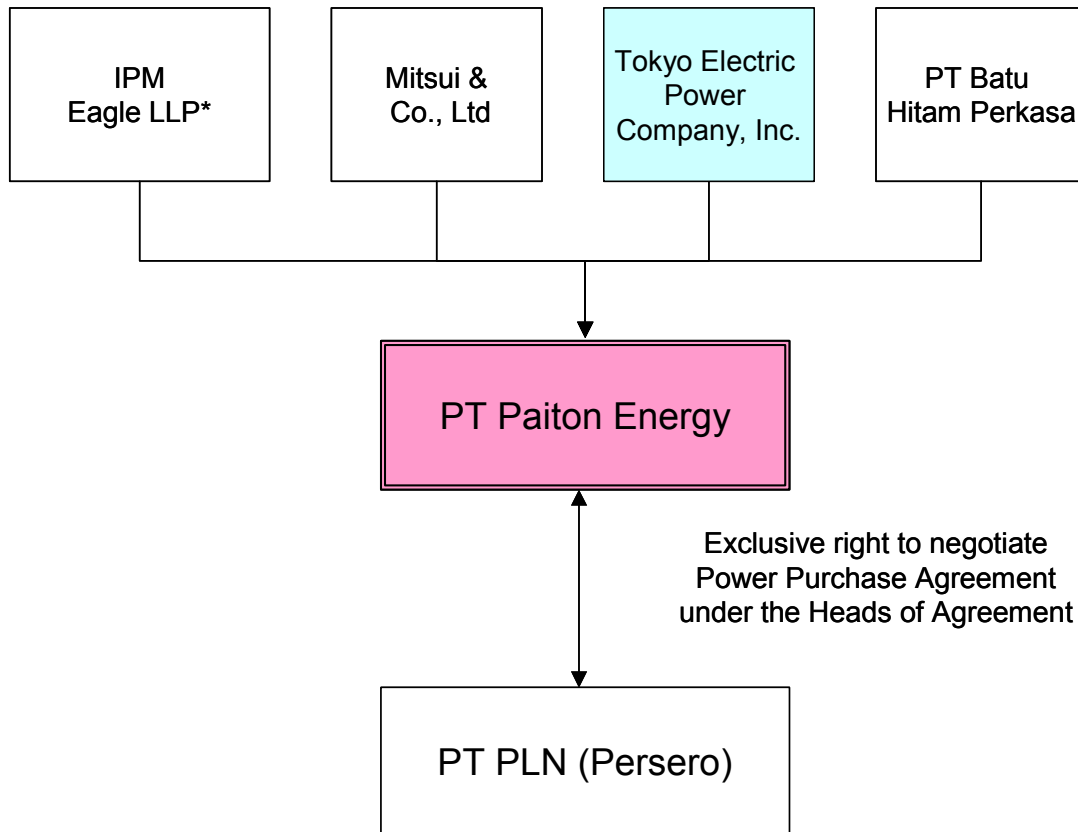 IPM
Eagle LLP*
Mitsui &
Co., Ltd
Tokyo Electric
Power
Company, Inc.
PT Batu
Hitam Perkasa
PT Paiton Energy
Exclusive right to negotiate
Power Purchase Agreement
under the Heads of Agreement
PT PLN (Persero)